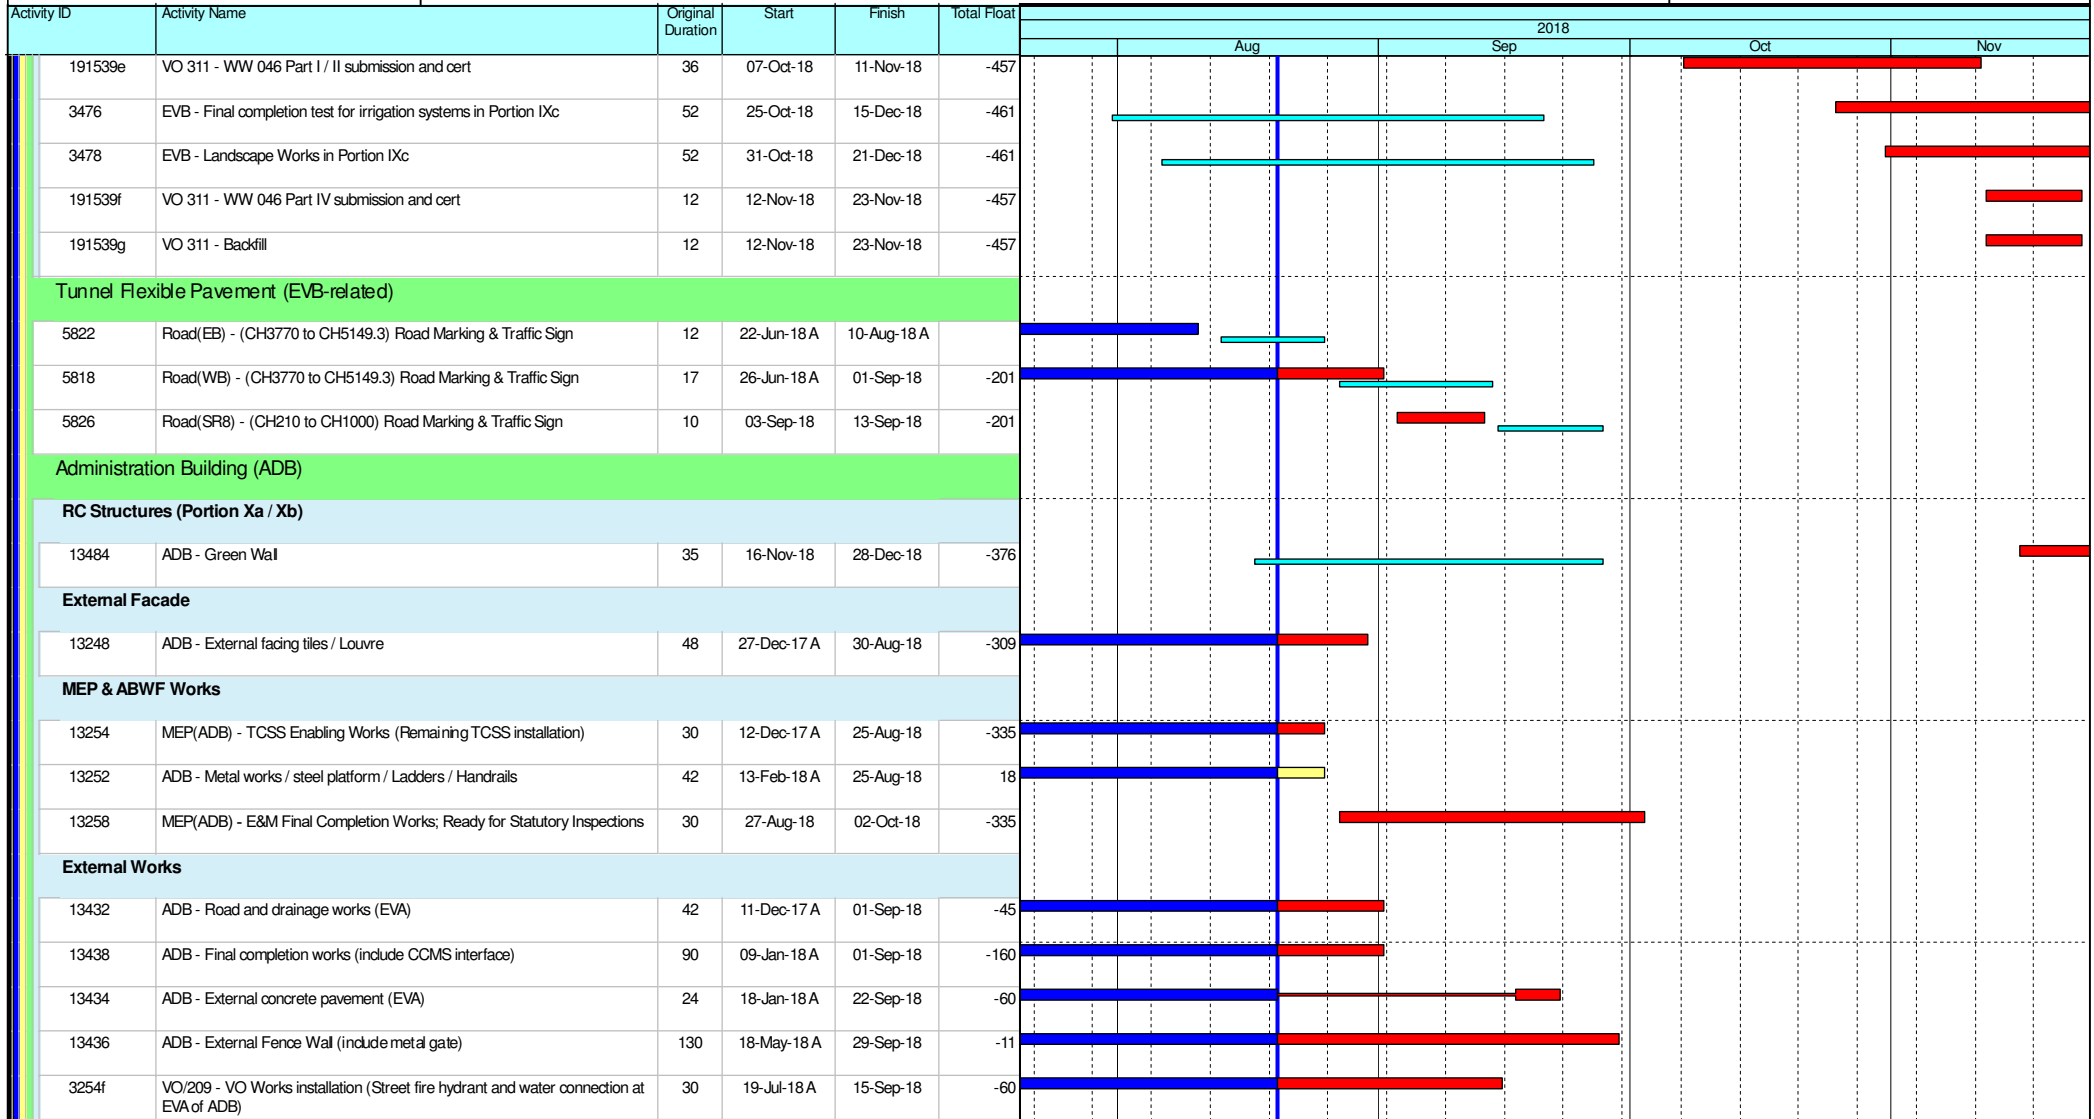 Activity ID Activity Name Original Duration Start Finish Total Float
2018
Aug Sep Oct Nov
191539e VO 311 - WW 046 Part I / II submission and cert 36 07-Oct-18 11-Nov-18 -457
3476 EVB - Final completion test for irrigation systems in Portion IXc 52 25-Oct-18 15-Dec-18 -461
3478 EVB - Landscape Works in Portion IXc 52 31-Oct-18 21-Dec-18 -461
191539f VO 311 - WW 046 Part IV submission and cert 12 12-Nov-18 23-Nov-18 -457
191539g VO 311 - Backfill 12 12-Nov-18 23-Nov-18 -457
Tunnel Flexible Pavement (EVB-related)
5822 Road(EB) - (CH3770 to CH5149.3) Road Marking & Traffic Sign 12 22-Jun-18 A 10-Aug-18 A
5818 Road(WB) - (CH3770 to CH5149.3) Road Marking & Traffic Sign 17 26-Jun-18 A 01-Sep-18 -201
5826 Road(SR8) - (CH210 to CH1000) Road Marking & Traffic Sign 10 03-Sep-18 13-Sep-18 -201
Administration Building (ADB)
RC Structures (Portion Xa / Xb)
13484 ADB - Green Wall 35 16-Nov-18 28-Dec-18 -376
External Facade
13248 ADB - External facing tiles / Louvre 48 27-Dec-17 A 30-Aug-18 -309
MEP & ABWF Works
13254 MEP(ADB) - TCSS Enabling Works (Remaining TCSS installation) 30 12-Dec-17 A 25-Aug-18 -335
13252 ADB - Metal works / steel platform / Ladders / Handrails 42 13-Feb-18 A 25-Aug-18 18
13258 MEP(ADB) - E&M Final Completion Works; Ready for Statutory Inspections 30 27-Aug-18 02-Oct-18 -335
External Works
13432 ADB - Road and drainage works (EVA) 42 11-Dec-17 A 01-Sep-18 -45
13438 ADB - Final completion works (include CCMS interface) 90 09-Jan-18 A 01-Sep-18 -160
13434 ADB - External concrete pavement (EVA) 24 18-Jan-18 A 22-Sep-18 -60
13436 ADB - External Fence Wall (include metal gate) 130 18-May-18 A 29-Sep-18 -11
3254f VO/209 - VO Works installation (Street fire hydrant and water connection at 30 19-Jul-18 A 15-Sep-18 -60
EVA of ADB)